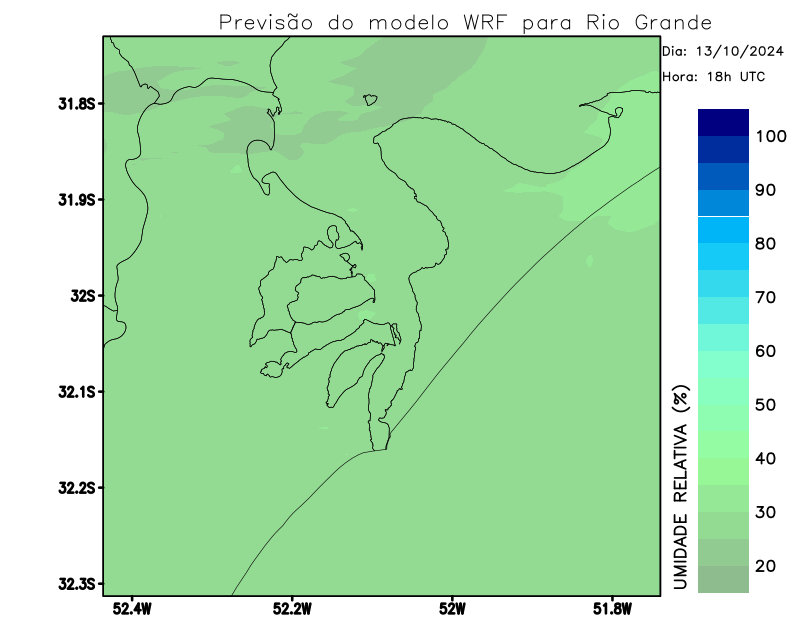 Previsão do modelo WRF para Rio Grande
Dia: 13/10/2024
Hora: 18h UTC
31.8S
31.9S
32S
32.1S
32.2S
32.3S
52.4W
52.2W
52W
51.8W
100
90
80
70
60
50
40
30
20
UMIDADE RELATIVA (%)